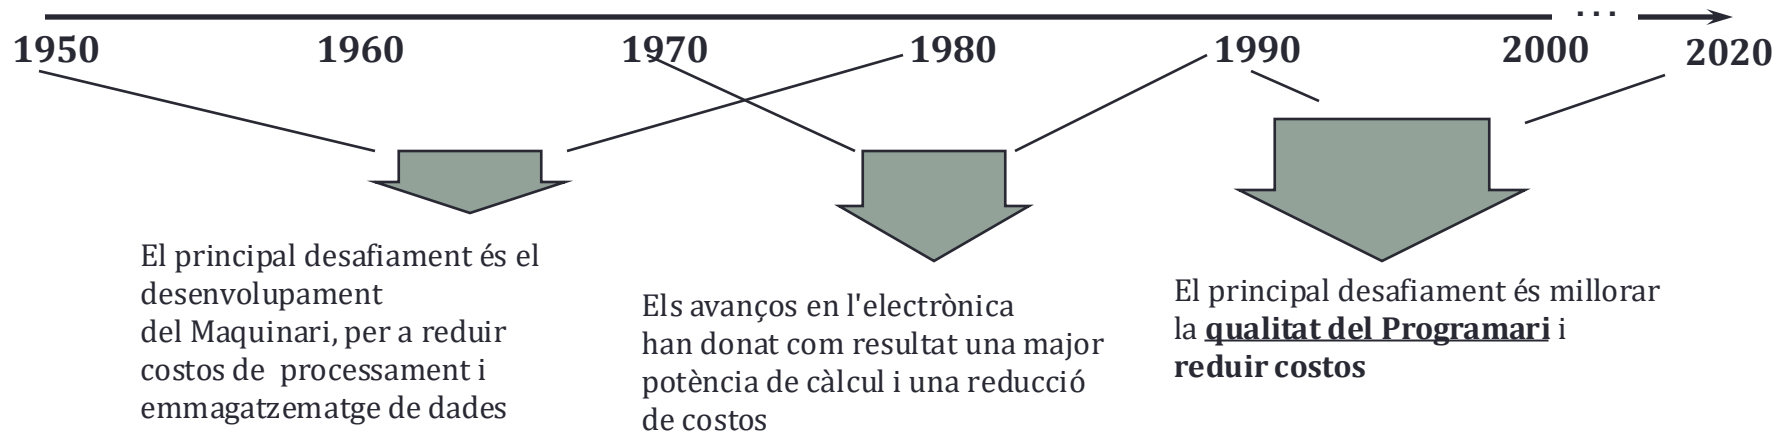 . . .
1950 1960 1970 1980 1990 2000 2020
El principal desafiament és el
desenvolupament
del Maquinari, per a reduir
costos de processament i
emmagatzematge de dades
Els avanços en l'electrònica
han donat com resultat una major
potència de càlcul i una reducció
de costos
El principal desafiament és millorar
la qualitat del Programari i
reduir costos